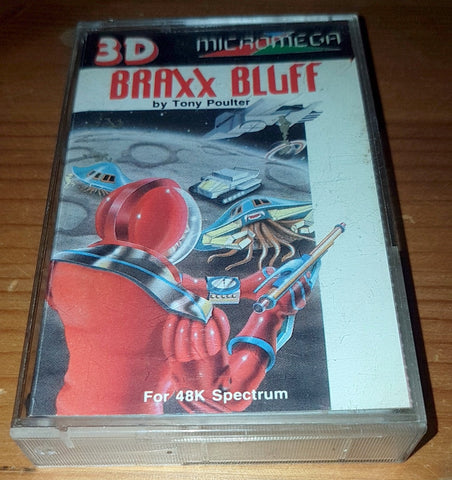 3D MICROMEGA
BRAXX BLUFF
by Tony Poulter
For 48K Spectrum